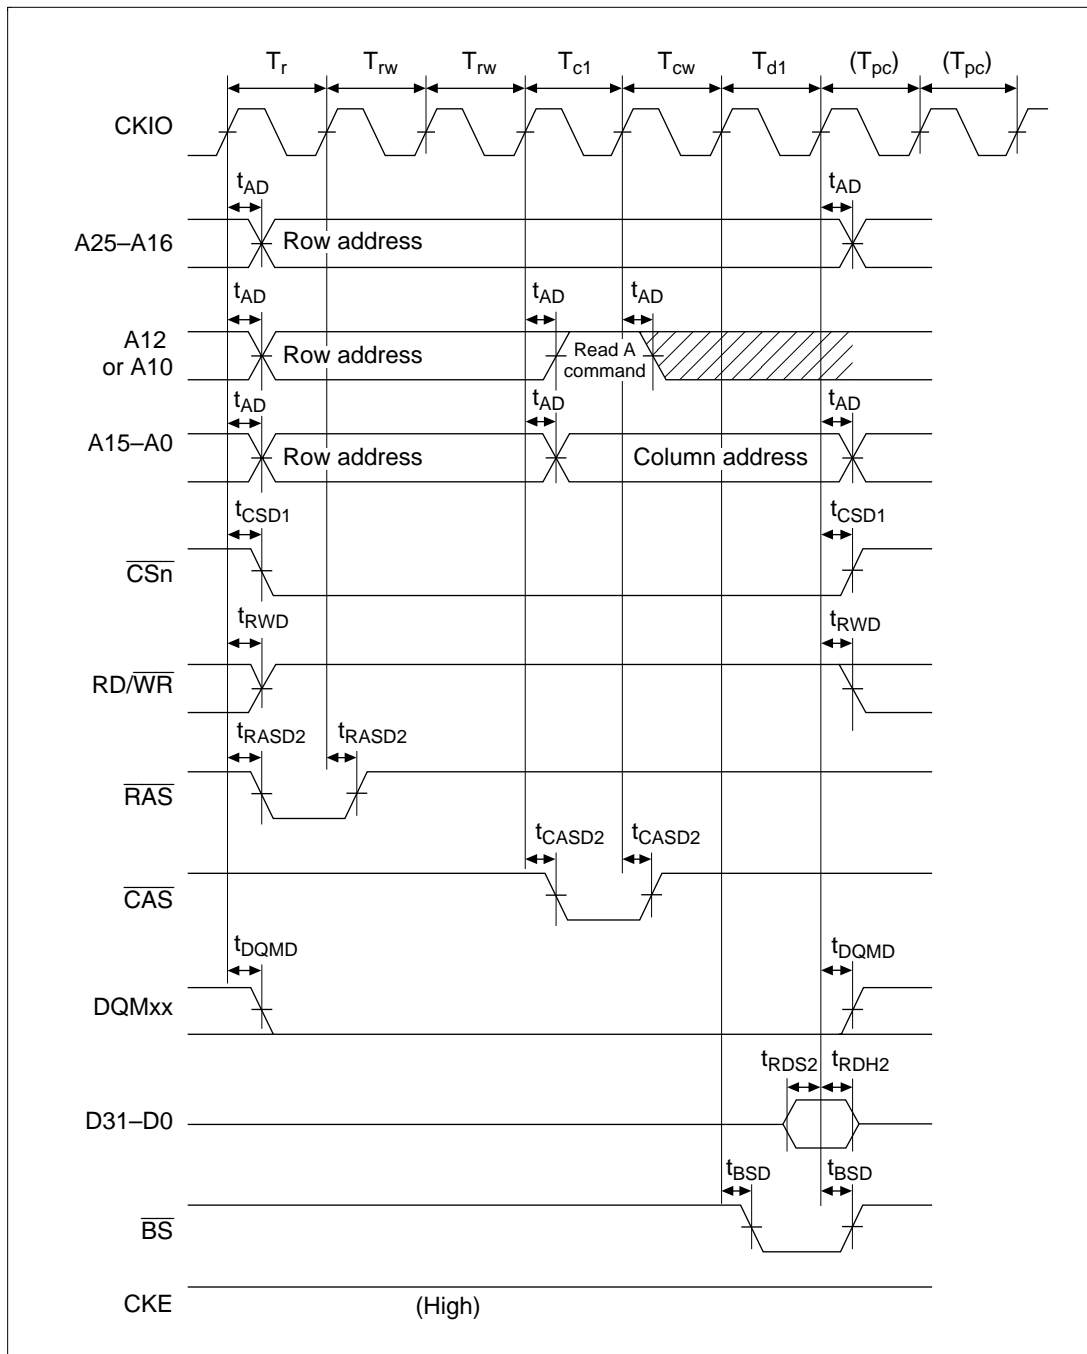 Tr Trw Trw Tc1 Tcw Td1 (Tpc) (Tpc)
CKIO
tAD tAD
A25–A16 Row address
tAD tAD tAD
A12
or A10
Row address
Read A
command
tAD tAD tAD
A15–A0 Row address Column address
tCSD1 tCSD1
CSn
tRWD tRWD
RD/WR
tRASD2 tRASD2
RAS
tCASD2 tCASD2
CAS
tDQMD tDQMD
DQMxx
tRDS2 tRDH2
D31–D0
tBSD tBSD
BS
CKE (High)